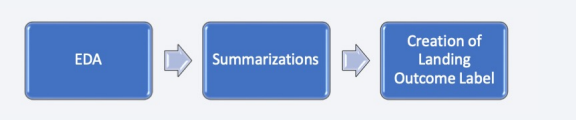 EDA
Summarizations
Creation of
Landing
Outcome Label